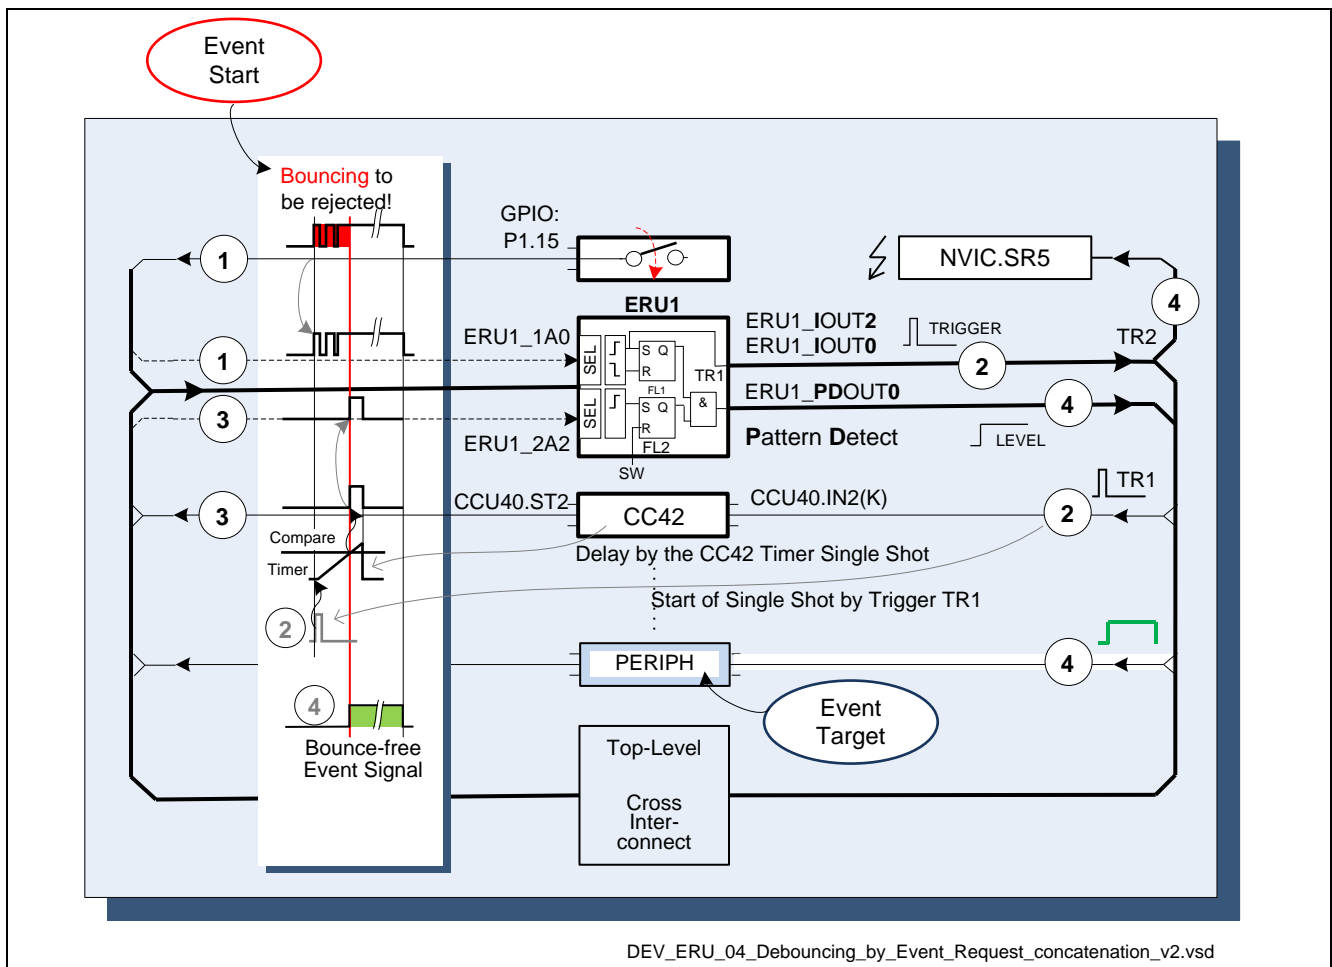 Event
Start
Bouncing to
be rejected!
GPIO:
P1.15
1
NVIC.SR5
4
ERU1
ERU1_1A0
ERU1_IOUT2
ERU1_IOUT0
TRIGGER
TR2
1
2
SEL
S Q
R
FL1
TR1
ERU1_PDOUT0
3
4
SEL
S Q
R
FL2
&
ERU1_2A2
Pattern Detect
LEVEL
SW
TR1
CCU40.ST2
CCU40.IN2(K)
3
CC42
2
Compare
Delay by the CC42 Timer Single Shot
Timer
Start of Single Shot by Trigger TR1
2
PERIPH
4
4
Event
Target
Bounce-free
Event Signal
Top-Level
Cross
Inter-
connect
DEV_ERU_04_Debouncing_by_Event_Request_concatenation_v2.vsd